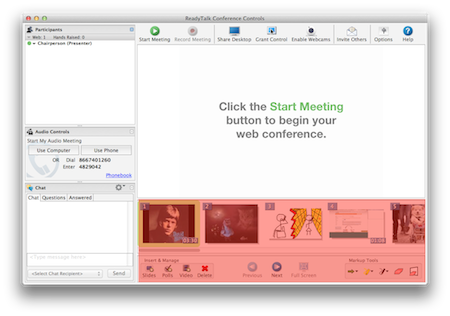 ReadyTalk Conference Controls
Participants
Web: 1 Hands Raised: 0
Chairperson (Presenter)
Start Meeting
Record Meeting
Share Desktop
Grant Control
Enable Webcams
Invite Others
Options
Help
Click the Start Meeting
button to begin your
web conference.
Audio Controls
Start My Audio Meeting
Use Computer
Use Phone
OR Dial 8667401260
Enter 4829042
Phonebook
Chat
Chat
Questions
Answered
<Type message here>
<Select Chat Recipient>
Send
1
03:30
2
3
4
01:08
5
Insert & Manage
Slides
Polls
Video
Delete
Previous
Next
Full Screen
Markup Tools